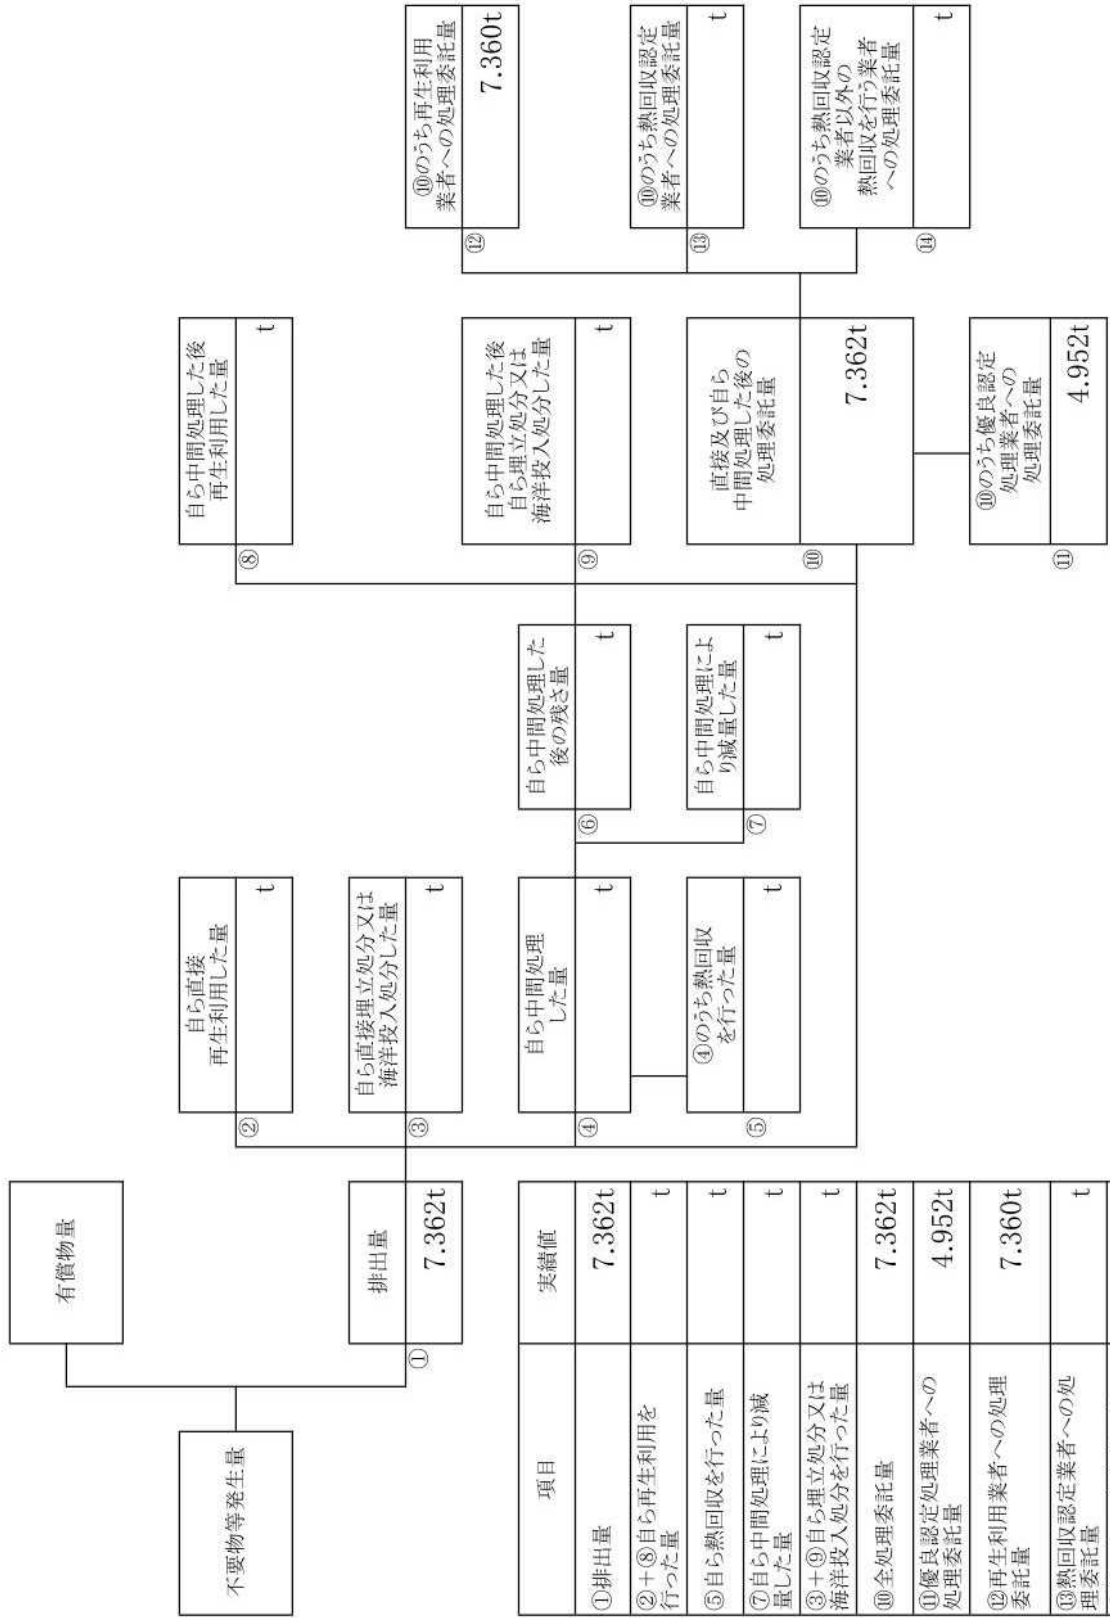 有償物量
不要物等発生量
排出量
①
7.362t
自ら直接
再生利用した量
②
t
自ら直接埋立処分又は
海洋投入処分した量
③
t
自ら中間処理
した量
④
t
④のうち熱回収
を行った量
⑤
t
自ら中間処理した
後の残さ量
⑥
t
自ら中間処理によ
り減量した量
⑦
t
自ら中間処理した後
再生利用した量
⑧
t
自ら中間処理した後
自ら埋立処分又は
海洋投入処分した量
⑨
t
直接及び自ら
中間処理した後の
処理委託量
⑩
7.362t
⑩のうち優良認定
処理業者への
処理委託量
⑪
4.952t
⑩のうち再生利用
業者への処理委託量
⑫
7.360t
⑩のうち熱回収認定
業者への処理委託量
⑬
t
⑩のうち熱回収認定
業者以外の
熱回収を行う業者
への処理委託量
⑭
t
項目 実績値
①排出量 7.362t
②+⑧自ら再生利用を
行った量 t
⑤自ら熱回収を行った量 t
⑦自ら中間処理により減
量した量 t
③+⑨自ら埋立処分又は
海洋投入処分を行った量 t
⑩全処理委託量 7.362t
⑪優良認定処理業者への
処理委託量 4.952t
⑫再生利用業者への処理
委託量 7.360t
⑬熱回収認定業者への処
理委託量 t